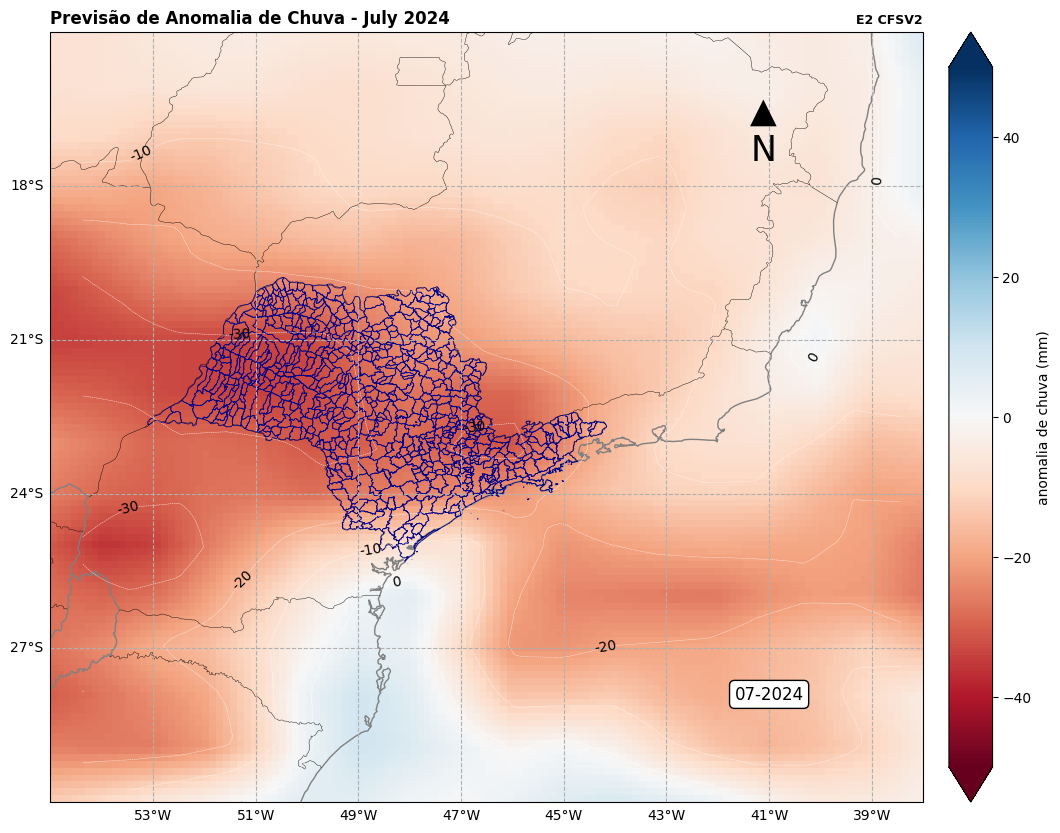 Previsão de Anomalia de Chuva - July 2024
E2 CFSV2
N
-10
0
0
-30
-20
-10
0
-20
07-2024
18°S
21°S
24°S
27°S
53°W
51°W
49°W
47°W
45°W
43°W
41°W
39°W
40
20
0
−20
−40
anomalia de chuva (mm)